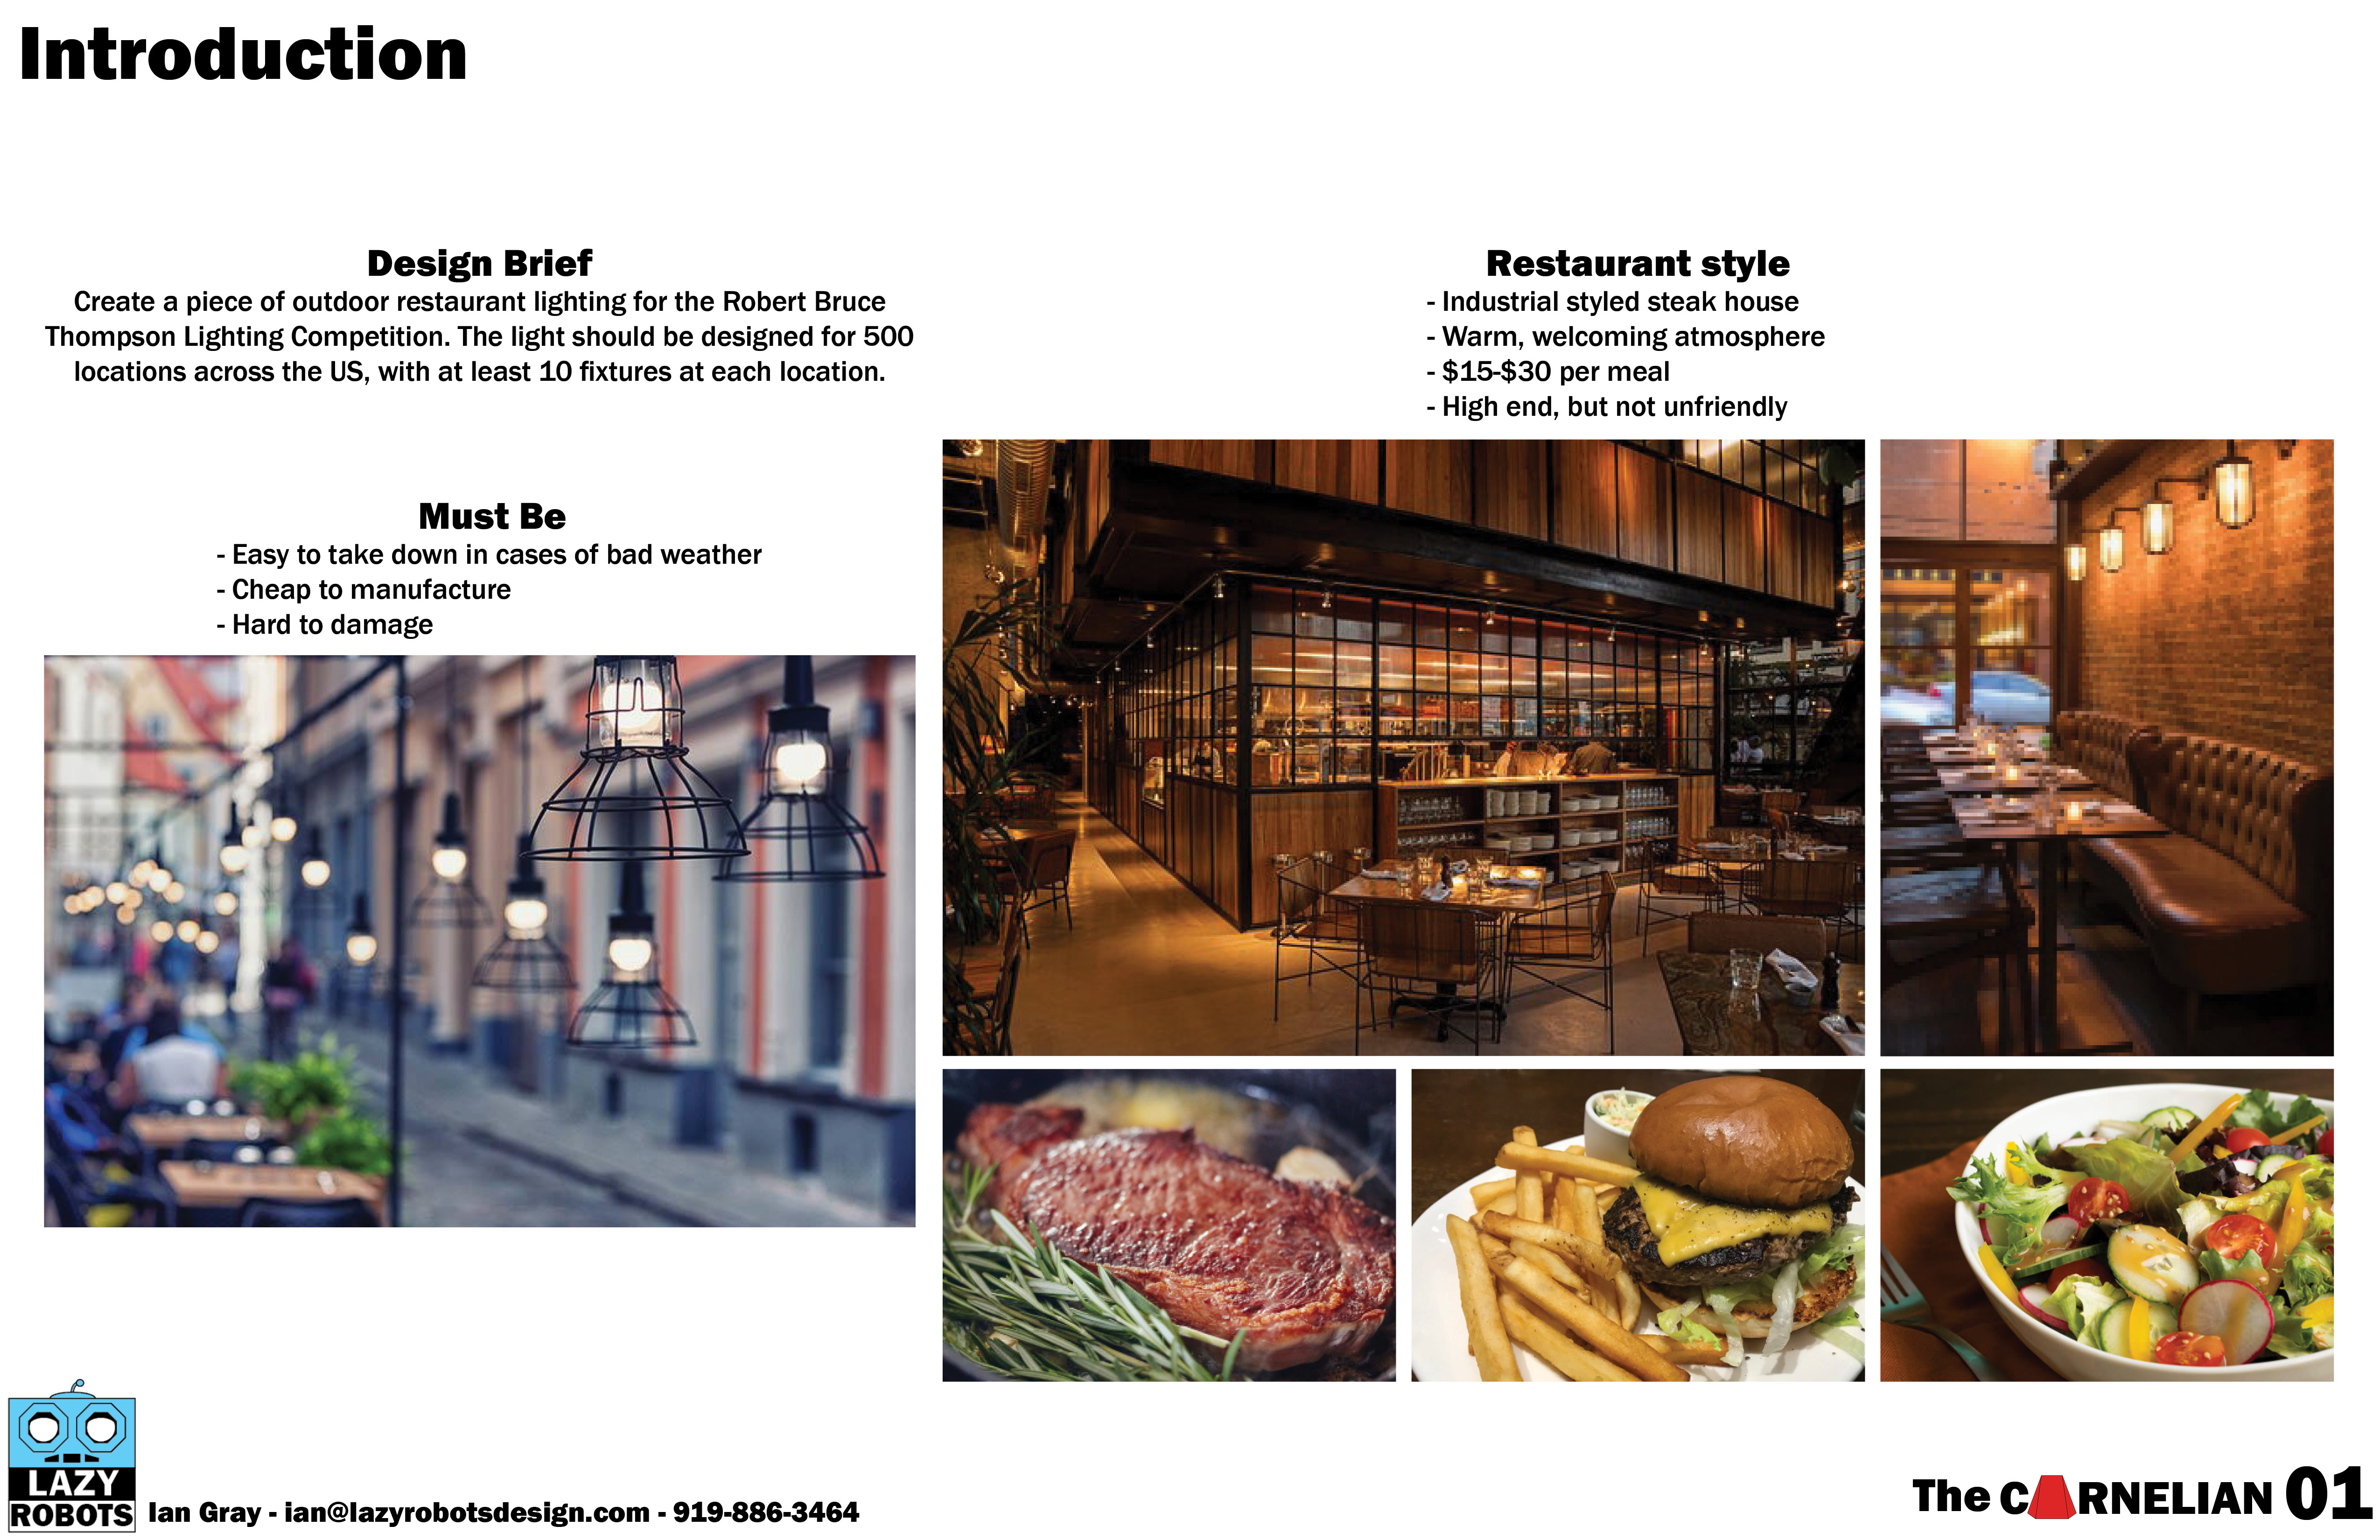 Introduction
Design Brief
Create a piece of outdoor restaurant lighting for the Robert Bruce
Thompson Lighting Competition. The light should be designed for 500
locations across the US, with at least 10 fixtures at each location.
Must Be
- Easy to take down in cases of bad weather
- Cheap to manufacture
- Hard to damage
Restaurant style
- Industrial styled steak house
- Warm, welcoming atmosphere
- $15-$30 per meal
- High end, but not unfriendly
LAZY
ROBOTS
Ian Gray - ian@lazyrobotsdesign.com - 919-886-3464
The CARNELIAN 01